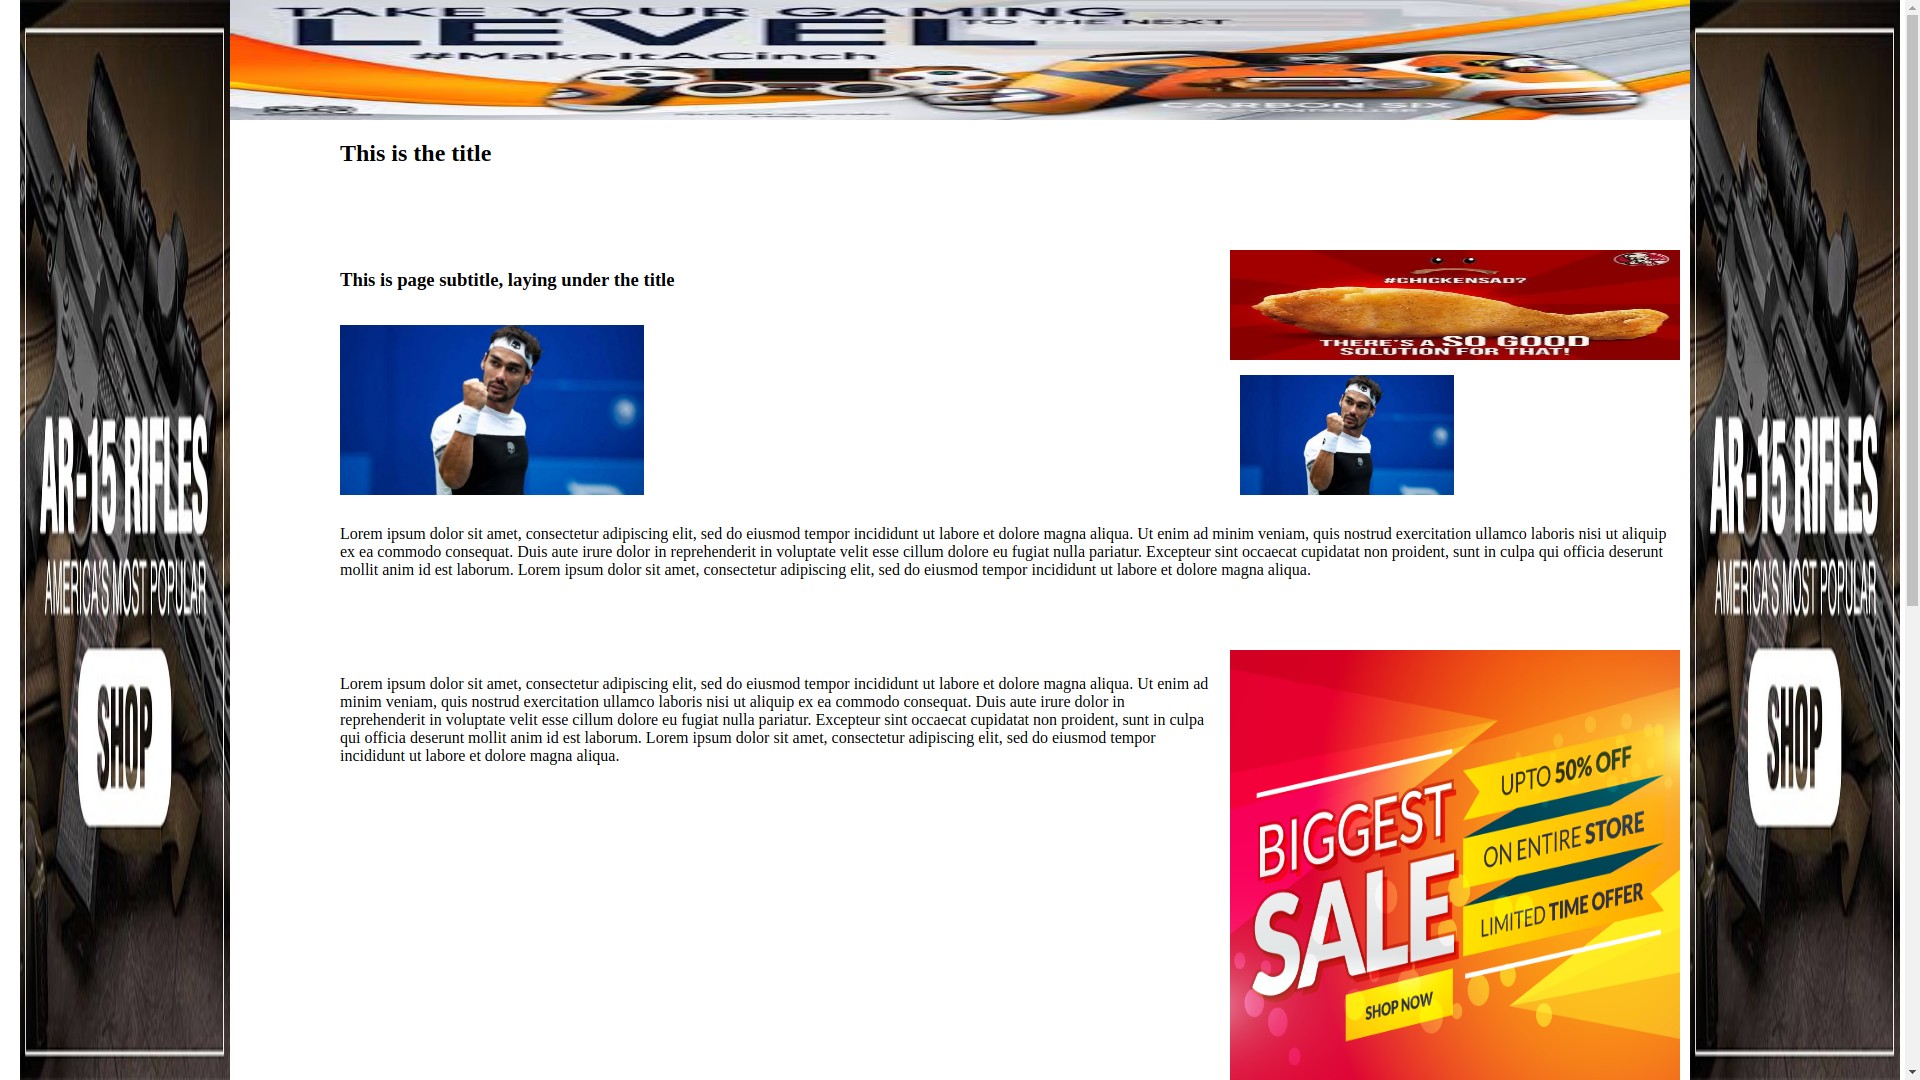 TAKE YOUR GAMING
LEVEL TO THE NEXT
#MakeItACinch
CARBON SIX
This is the title
This is page subtitle, laying under the title
#CHICKENSAD?
THERE'S A SO GOOD
SOLUTION FOR THAT!
Lorem ipsum dolor sit amet, consectetur adipiscing elit, sed do eiusmod tempor incididunt ut labore et dolore magna aliqua. Ut enim ad minim veniam, quis nostrud exercitation ullamco laboris nisi ut aliquip
ex ea commodo consequat. Duis aute irure dolor in reprehenderit in voluptate velit esse cillum dolore eu fugiat nulla pariatur. Excepteur sint occaecat cupidatat non proident, sunt in culpa qui officia deserunt
mollit anim id est laborum. Lorem ipsum dolor sit amet, consectetur adipiscing elit, sed do eiusmod tempor incididunt ut labore et dolore magna aliqua.
Lorem ipsum dolor sit amet, consectetur adipiscing elit, sed do eiusmod tempor incididunt ut labore et dolore magna aliqua. Ut enim ad
minim veniam, quis nostrud exercitation ullamco laboris nisi ut aliquip ex ea commodo consequat. Duis aute irure dolor in
reprehenderit in voluptate velit esse cillum dolore eu fugiat nulla pariatur. Excepteur sint occaecat cupidatat non proident, sunt in culpa
qui officia deserunt mollit anim id est laborum. Lorem ipsum dolor sit amet, consectetur adipiscing elit, sed do eiusmod tempor
incididunt ut labore et dolore magna aliqua.
BIGGEST
SALE
UPTO 50% OFF
ON ENTIRE STORE
LIMITED TIME OFFER
SHOP NOW
AR-15 RIFLES
AMERICA'S MOST POPULAR
SHOP
AR-15 RIFLES
AMERICA'S MOST POPULAR
SHOP